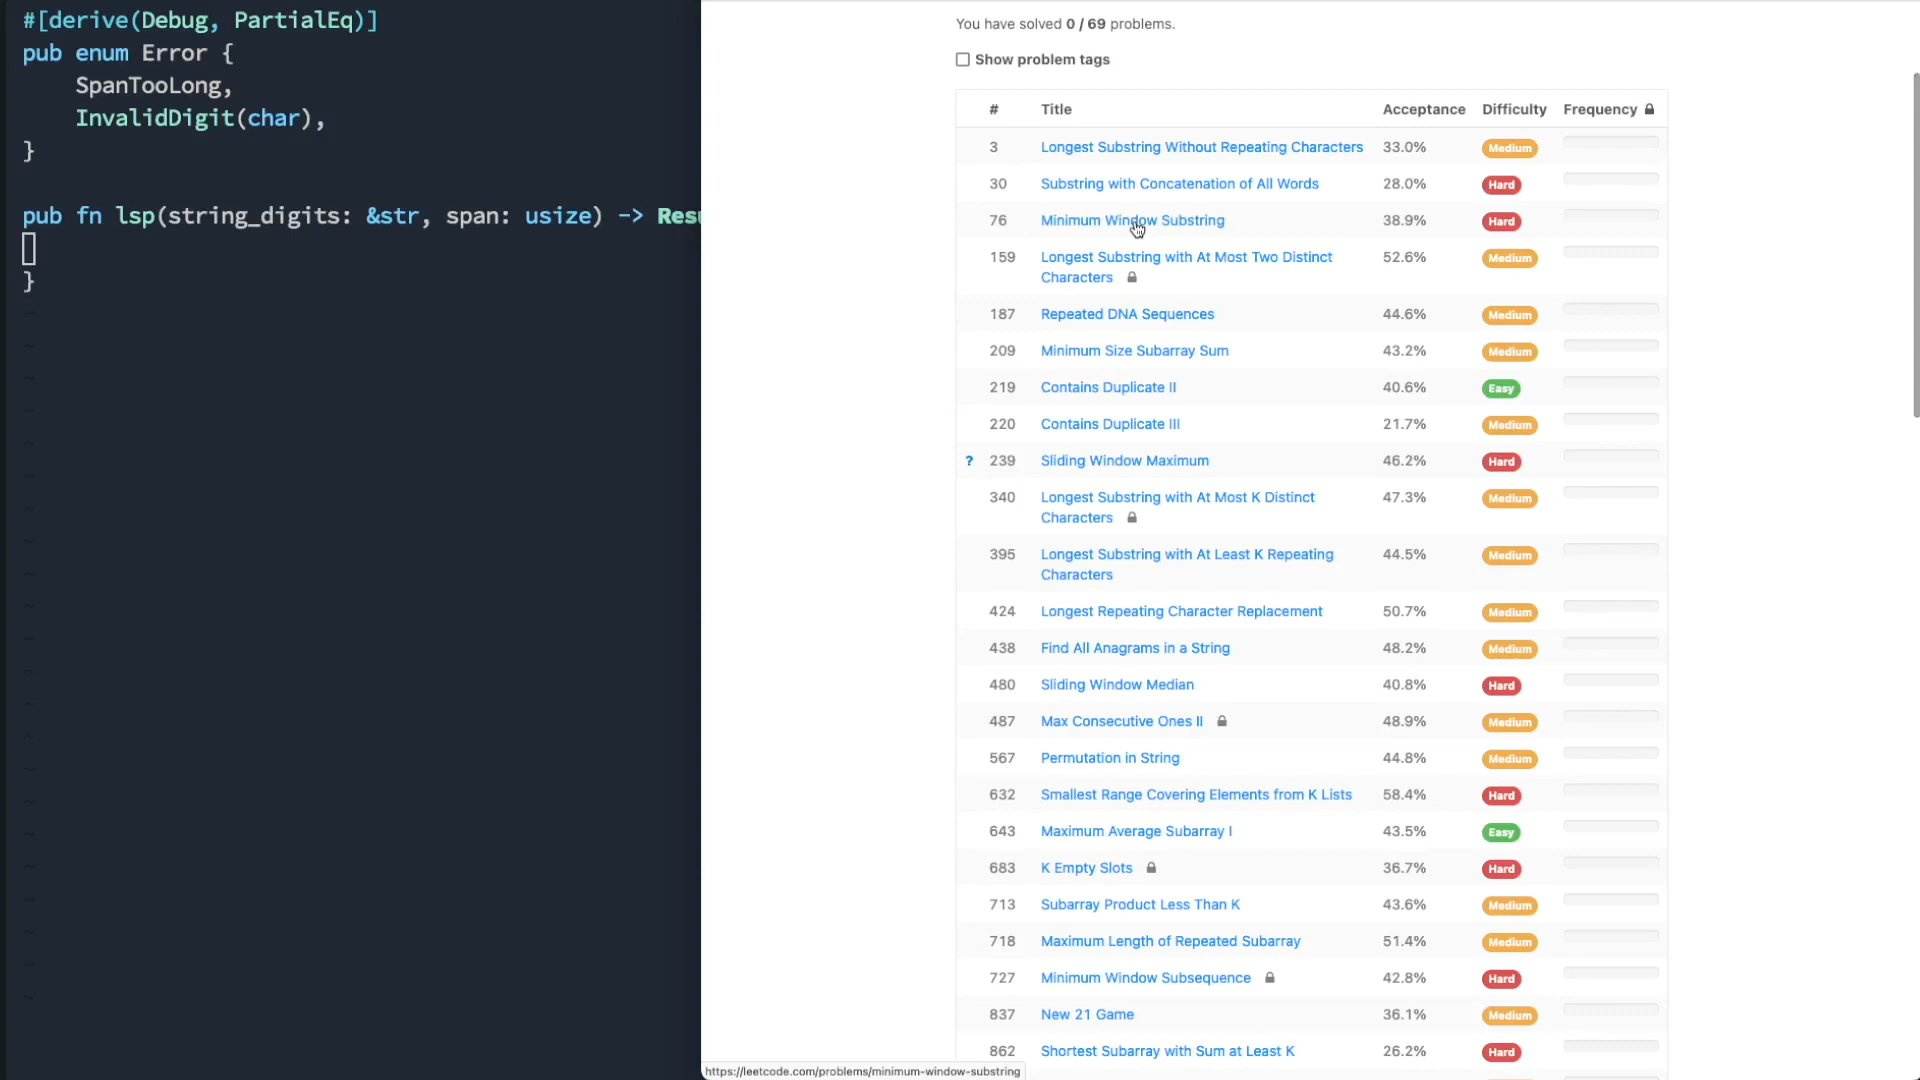 #[derive(Debug, PartialEq)]
pub enum Error {
    SpanTooLong,
    InvalidDigit(char),
}
pub fn lsp(string_digits: &str, span: usize) -> Resu
}
You have solved 0 / 69 problems.
Show problem tags
# Title Acceptance Difficulty Frequency
3 Longest Substring Without Repeating Characters 33.0% Medium
30 Substring with Concatenation of All Words 28.0% Hard
76 Minimum Window Substring 38.9% Hard
159 Longest Substring with At Most Two Distinct 52.6% Medium
Characters
187 Repeated DNA Sequences 44.6% Medium
209 Minimum Size Subarray Sum 43.2% Medium
219 Contains Duplicate II 40.6% Easy
220 Contains Duplicate III 21.7% Medium
? 239 Sliding Window Maximum 46.2% Hard
340 Longest Substring with At Most K Distinct 47.3% Medium
Characters
395 Longest Substring with At Least K Repeating 44.5% Medium
Characters
424 Longest Repeating Character Replacement 50.7% Medium
438 Find All Anagrams in a String 48.2% Medium
480 Sliding Window Median 40.8% Hard
487 Max Consecutive Ones II 48.9% Medium
567 Permutation in String 44.8% Medium
632 Smallest Range Covering Elements from K Lists 58.4% Hard
643 Maximum Average Subarray I 43.5% Easy
683 K Empty Slots 36.7% Hard
713 Subarray Product Less Than K 43.6% Medium
718 Maximum Length of Repeated Subarray 51.4% Medium
727 Minimum Window Subsequence 42.8% Hard
837 New 21 Game 36.1% Medium
862 Shortest Subarray with Sum at Least K 26.2% Hard
https://leetcode.com/problems/minimum-window-substring